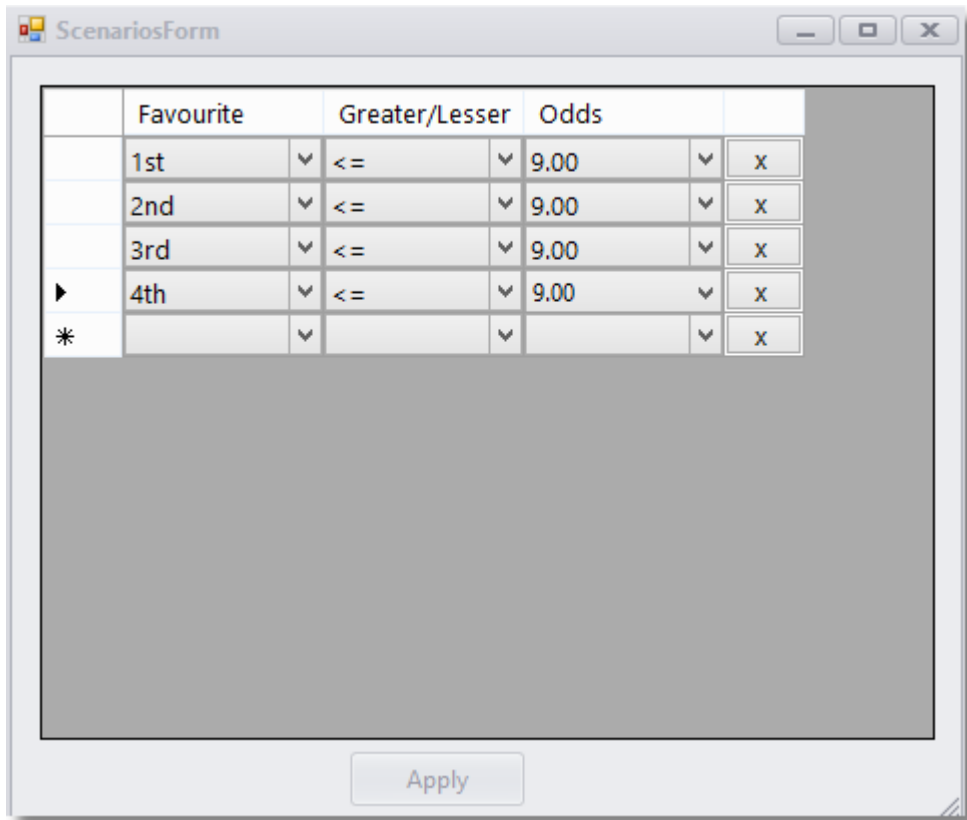 ScenariosForm
Favourite Greater/Lesser Odds
1st <= 9.00 x
2nd <= 9.00 x
3rd <= 9.00 x
4th <= 9.00 x
x
Apply